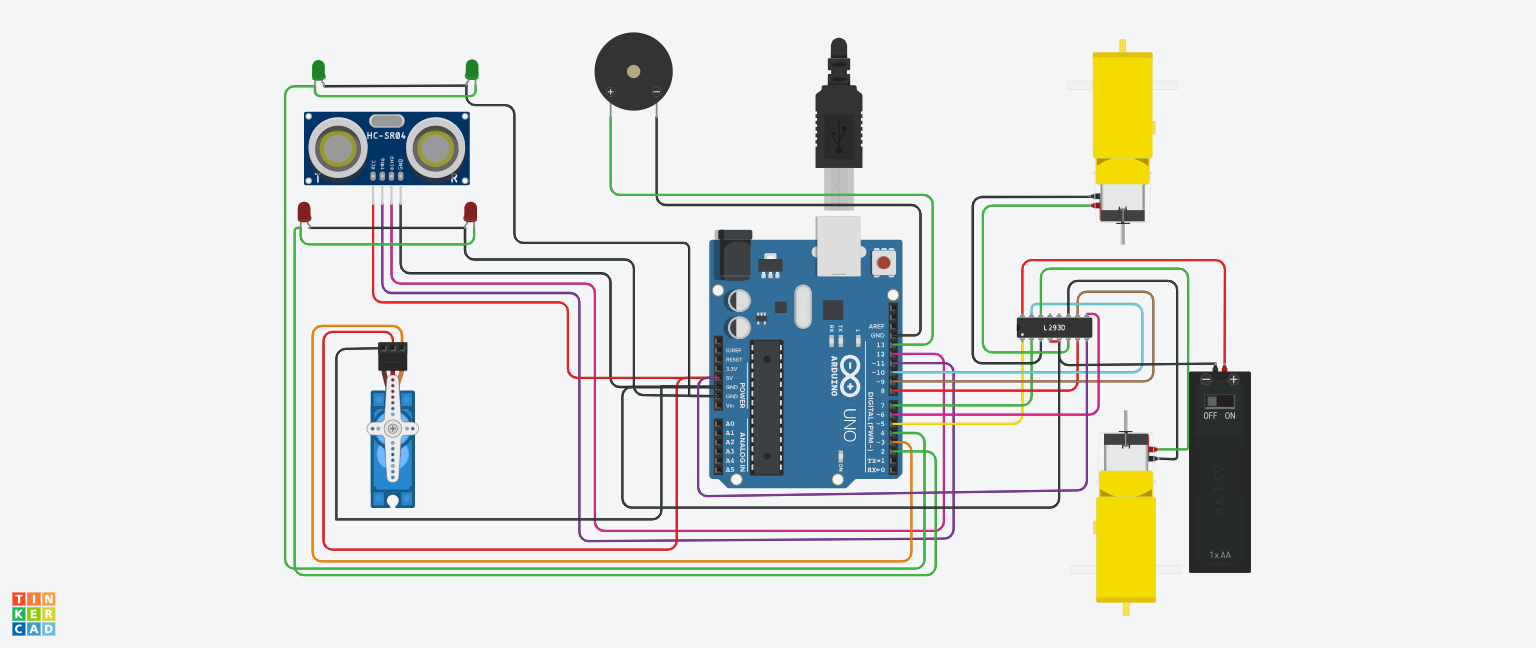 HC-SR04
VCC
TRIG
ECHO
GND
T
R
+
−
AREF
GND
13
12
~11
~10
~9
8
7
~6
~5
4
~3
2
TX→1
RX←0
DIGITAL (PWM~)
RX
TX
L
ARDUINO
UNO
ON
IOREF
RESET
3.3V
5V
GND
GND
Vin
POWER
A0
A1
A2
A3
A4
A5
ANALOG IN
L293D
− +
OFF ON
AA 1.5V
1x AA
TIN
KER
CAD